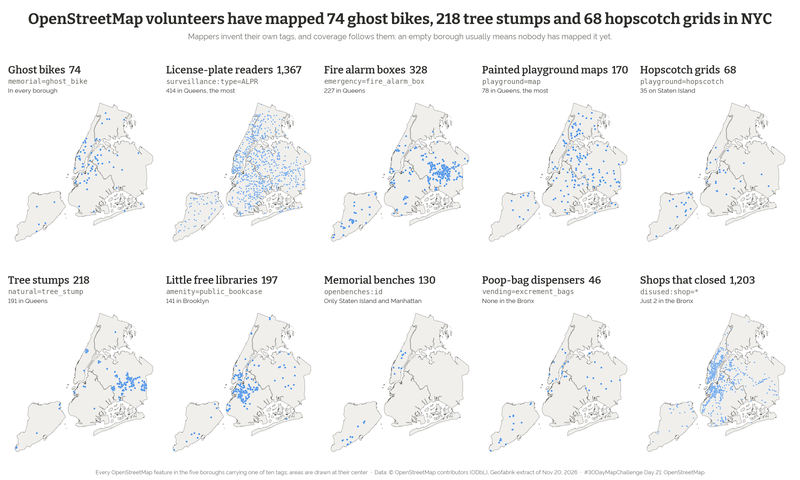 OpenStreetMap volunteers have mapped 74 ghost bikes, 218 tree stumps and 68 hopscotch grids in NYC
Mappers invent their own tags, and coverage follows them: an empty borough usually means nobody has mapped it yet.
Ghost bikes 74
memorial=ghost_bike
In every borough
License-plate readers 1,367
surveillance:type=ALPR
414 in Queens, the most
Fire alarm boxes 328
emergency=fire_alarm_box
227 in Queens
Painted playground maps 170
playground=map
78 in Queens, the most
Hopscotch grids 68
playground=hopscotch
35 on Staten Island
Tree stumps 218
natural=tree_stump
191 in Queens
Little free libraries 197
amenity=public_bookcase
141 in Brooklyn
Memorial benches 130
openbenches:id
Only Staten Island and Manhattan
Poop-bag dispensers 46
vending=excrement_bags
None in the Bronx
Shops that closed 1,203
disused:shop=*
Just 2 in the Bronx
Every OpenStreetMap feature in the five boroughs carrying one of ten tags; areas are drawn at their center · Data: © OpenStreetMap contributors (ODbL), Geofabrik extract of Nov 20, 2026 · #30DayMapChallenge Day 21: OpenStreetMap